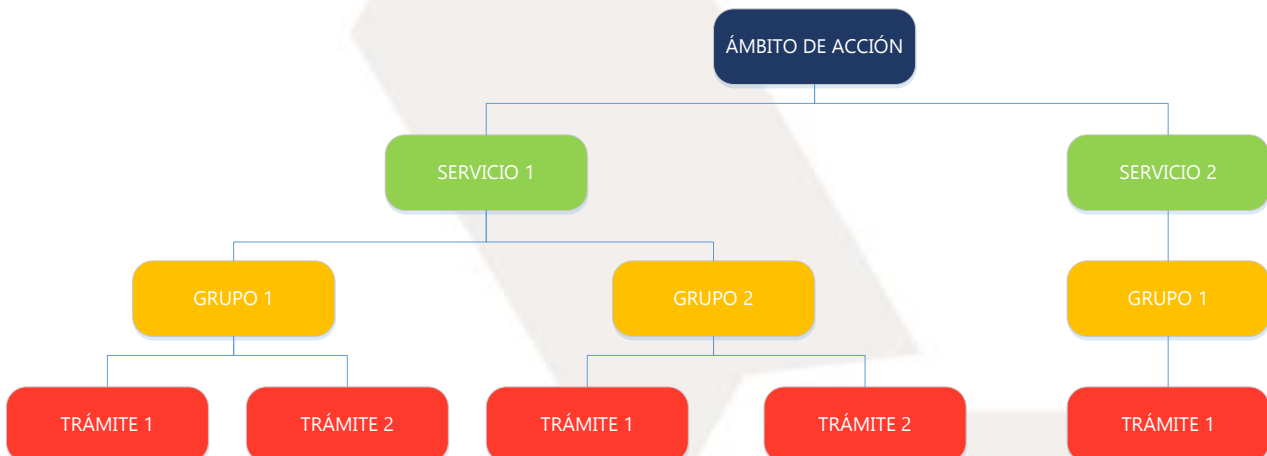 ÁMBITO DE ACCIÓN
SERVICIO 1
SERVICIO 2
GRUPO 1
GRUPO 2
GRUPO 1
TRÁMITE 1
TRÁMITE 2
TRÁMITE 1
TRÁMITE 2
TRÁMITE 1